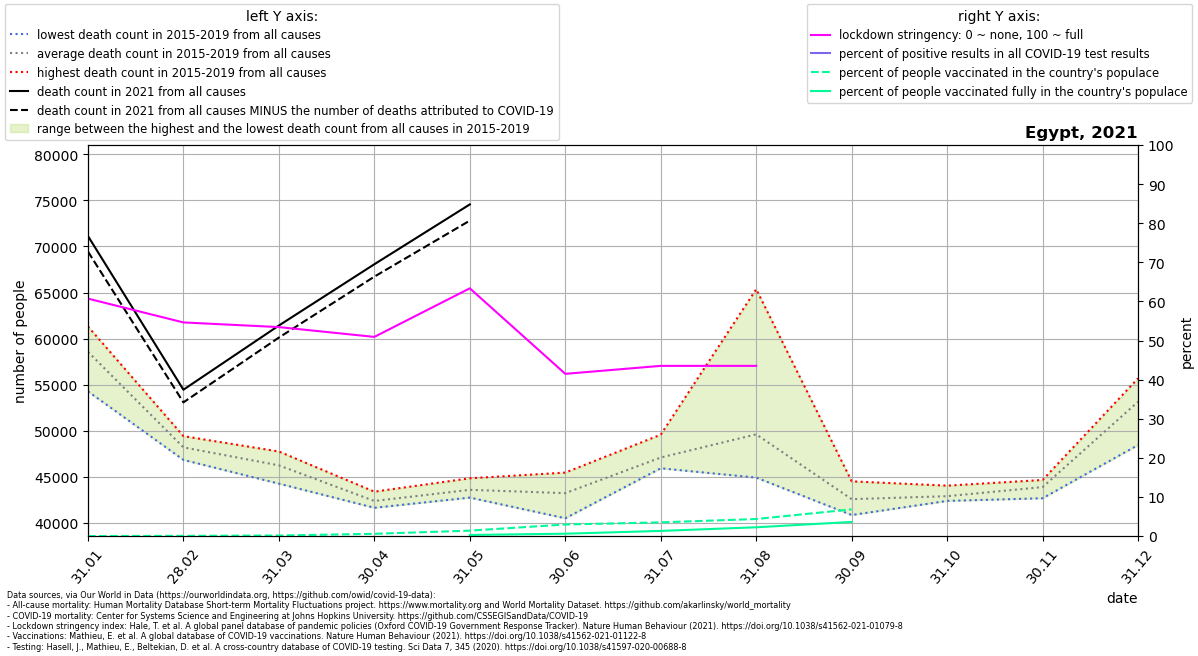 left Y axis:
lowest death count in 2015-2019 from all causes
average death count in 2015-2019 from all causes
highest death count in 2015-2019 from all causes
death count in 2021 from all causes
death count in 2021 from all causes MINUS the number of deaths attributed to COVID-19
range between the highest and the lowest death count from all causes in 2015-2019
right Y axis:
lockdown stringency: 0 ~ none, 100 ~ full
percent of positive results in all COVID-19 test results
percent of people vaccinated in the country's populace
percent of people vaccinated fully in the country's populace
Egypt, 2021
80000
75000
70000
65000
60000
55000
50000
45000
40000
number of people
100
90
80
70
60
50
40
30
20
10
0
percent
31.01
28.02
31.03
30.04
31.05
30.06
31.07
31.08
30.09
31.10
30.11
31.12
date
Data sources, via Our World in Data (https://ourworldindata.org, https://github.com/owid/covid-19-data):
- All-cause mortality: Human Mortality Database Short-term Mortality Fluctuations project. https://www.mortality.org and World Mortality Dataset. https://github.com/akarlinsky/world_mortality
- COVID-19 mortality: Center for Systems Science and Engineering at Johns Hopkins University. https://github.com/CSSEGISandData/COVID-19
- Lockdown stringency index: Hale, T. et al. A global panel database of pandemic policies (Oxford COVID-19 Government Response Tracker). Nature Human Behaviour (2021). https://doi.org/10.1038/s41562-021-01079-8
- Vaccinations: Mathieu, E. et al. A global database of COVID-19 vaccinations. Nature Human Behaviour (2021). https://doi.org/10.1038/s41562-021-01122-8
- Testing: Hasell, J., Mathieu, E., Beltekian, D. et al. A cross-country database of COVID-19 testing. Sci Data 7, 345 (2020). https://doi.org/10.1038/s41597-020-00688-8